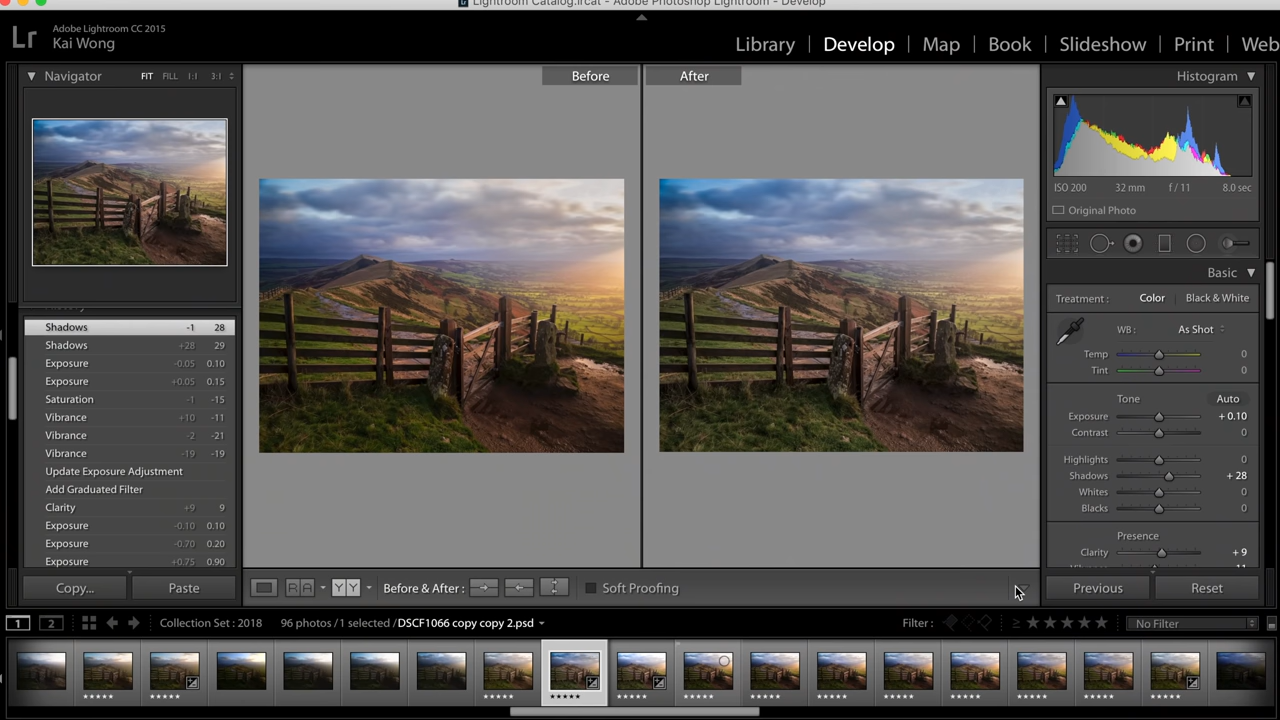 Lightroom Catalog.lrcat - Adobe Photoshop Lightroom - Develop
Lr
Adobe Lightroom CC 2015
Kai Wong
Library | Develop | Map | Book | Slideshow | Print | Web
Navigator FIT FILL 1:1 3:1
Before
After
Histogram
ISO 200 32 mm f / 11 8.0 sec
Original Photo
Basic
Treatment : Color | Black & White
WB : As Shot
Temp 0
Tint 0
Tone Auto
Exposure + 0.10
Contrast 0
Highlights 0
Shadows + 28
Whites 0
Blacks 0
Presence
Clarity + 9
Shadows -1 28
Shadows +28 29
Exposure -0.05 0.10
Exposure +0.05 0.15
Saturation -1 -15
Vibrance +10 -11
Vibrance -2 -21
Vibrance -19 -19
Update Exposure Adjustment
Add Graduated Filter
Clarity +9 9
Exposure -0.10 0.10
Exposure -0.70 0.20
Exposure +0.75 0.90
Copy... Paste
R A Y Y Before & After : Soft Proofing
Previous Reset
1 2 Collection Set : 2018 96 photos / 1 selected / DSCF1066 copy copy 2.psd Filter : ≥ ★★★★★ No Filter